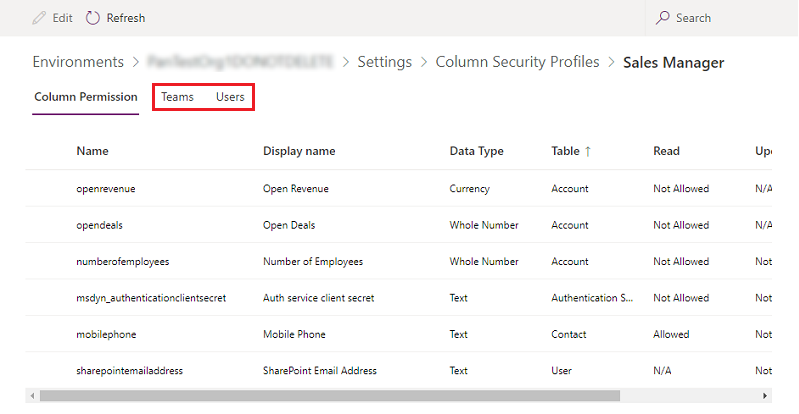 Edit Refresh Search
Environments > > Settings > Column Security Profiles > Sales Manager
Column Permission Teams Users
Name Display name Data Type Table ↑ Read
openrevenue Open Revenue Currency Account Not Allowed N/A
opendeals Open Deals Whole Number Account Not Allowed N/A
numberofemployees Number of Employees Whole Number Account Not Allowed Not
msdyn_authenticationclientsecret Auth service client secret Text Authentication S... Not Allowed Not
mobilephone Mobile Phone Text Contact Allowed Not
sharepointemailaddress SharePoint Email Address Text User N/A Not